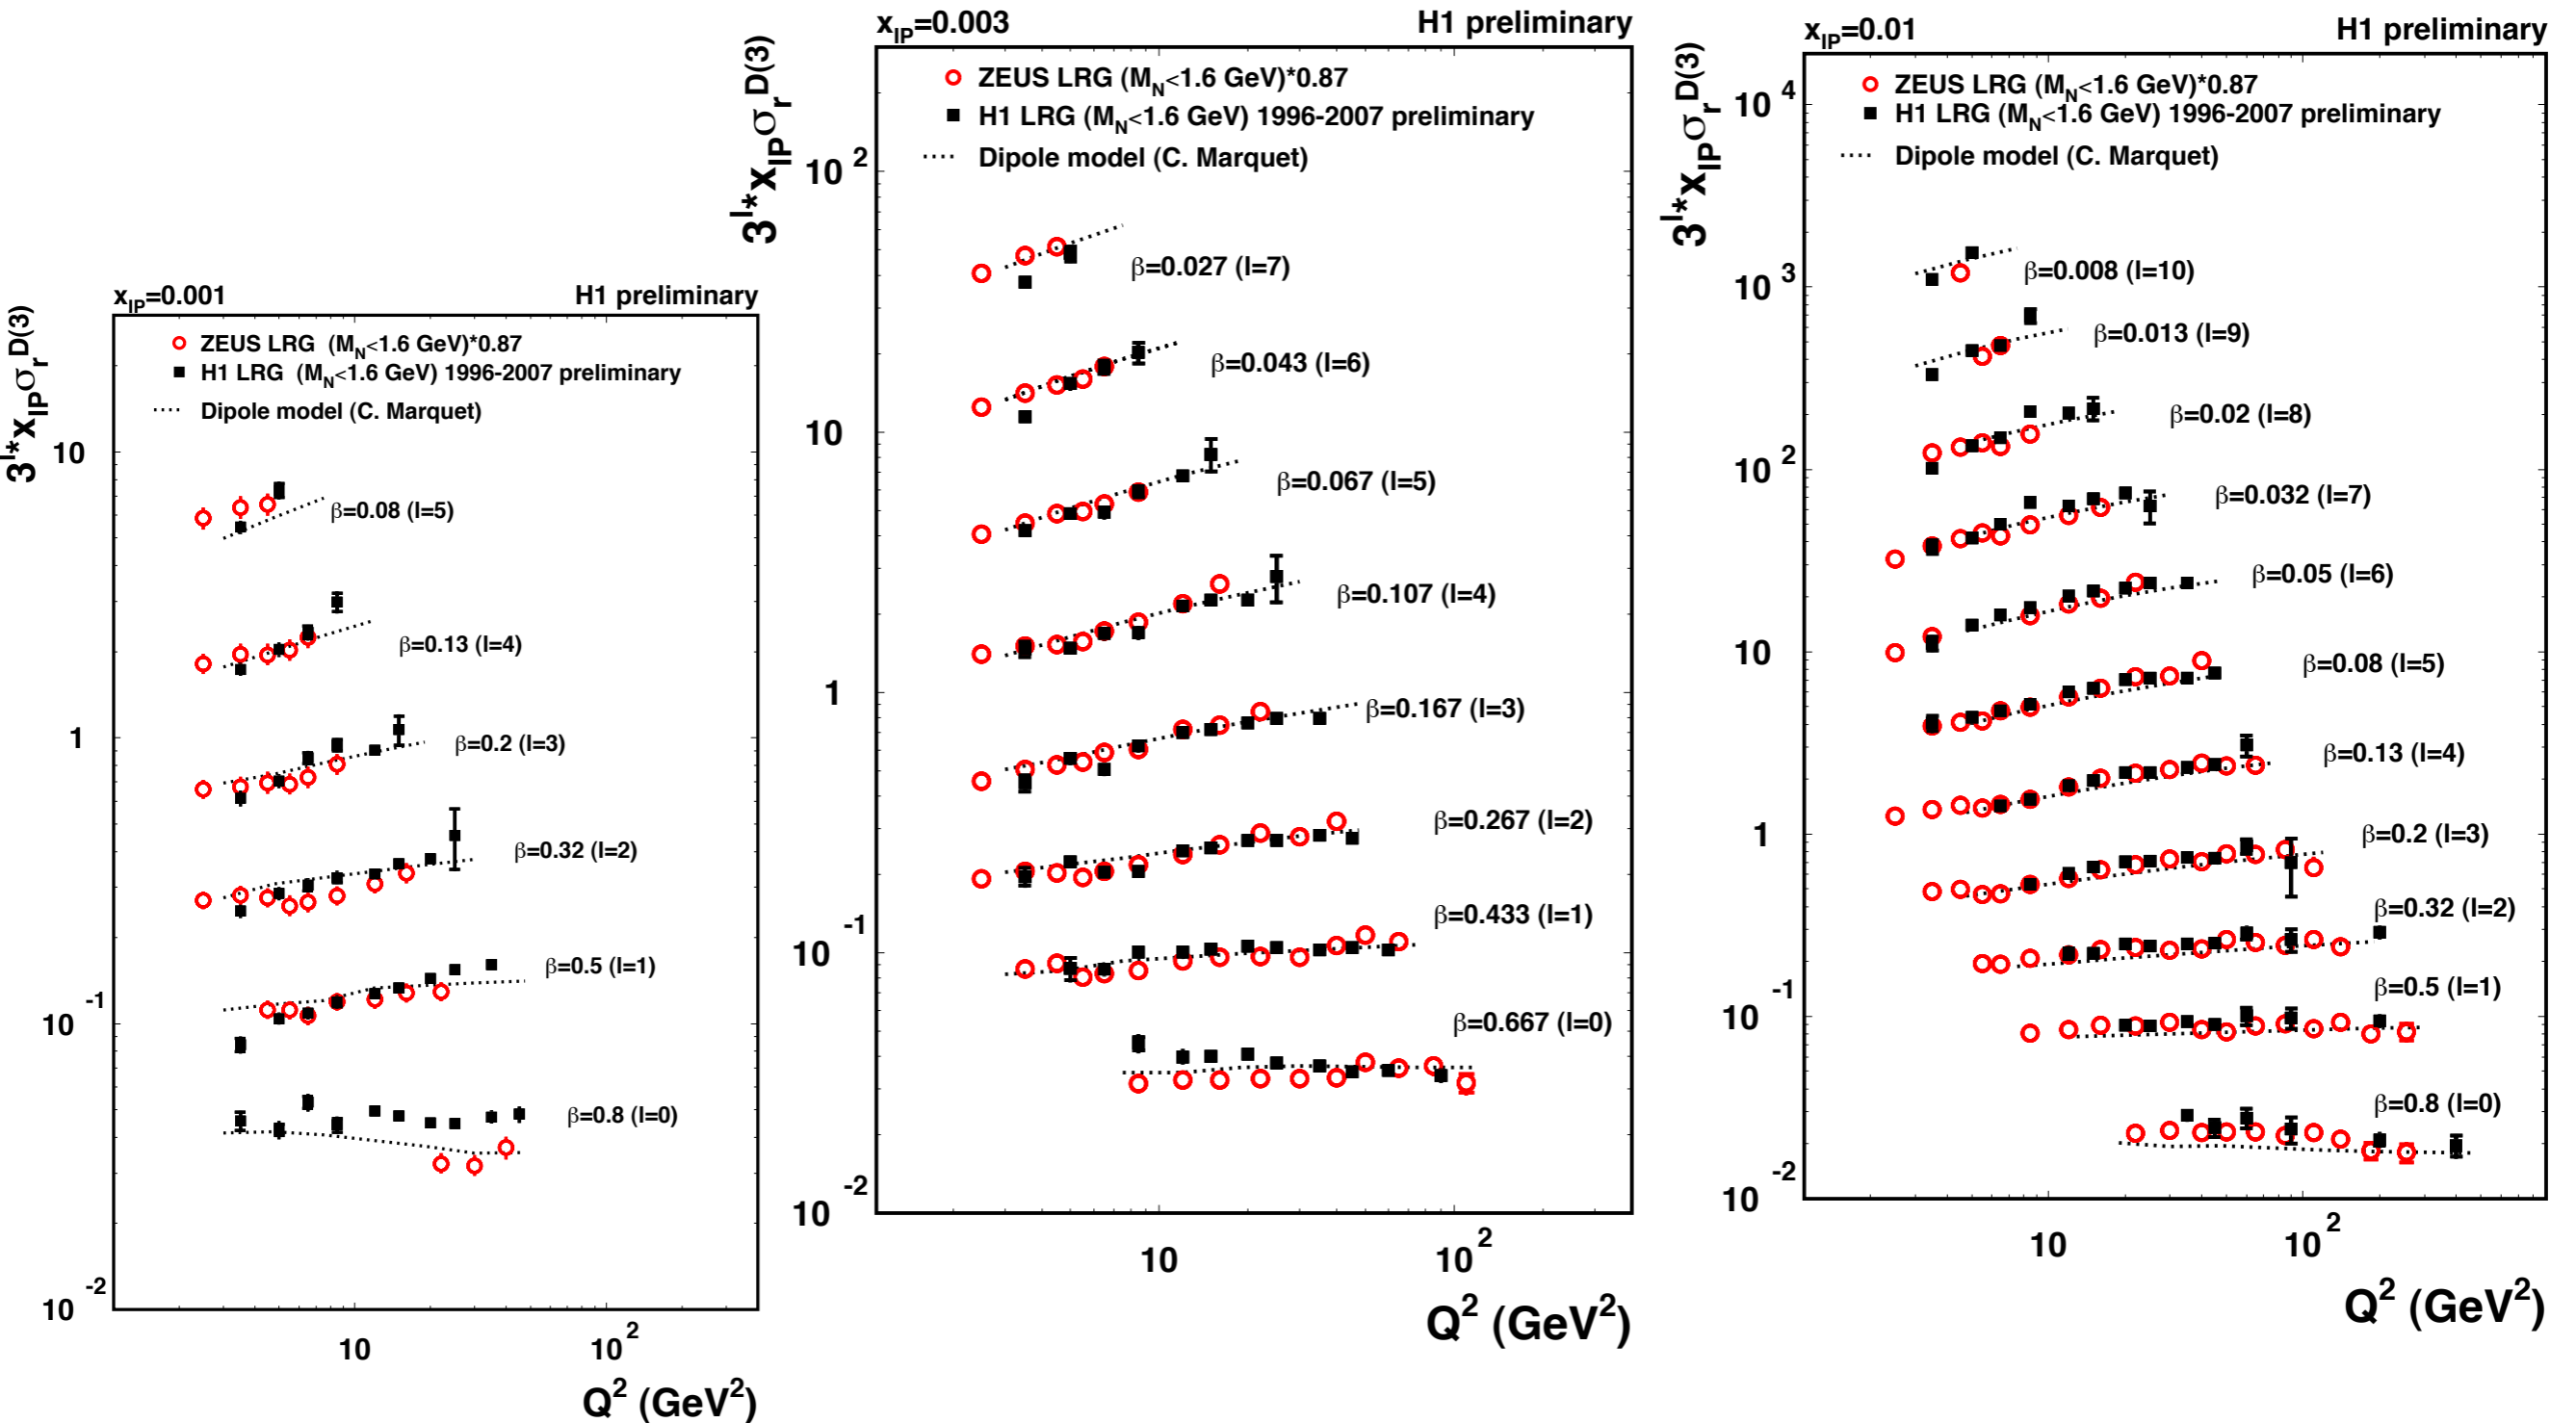 x_IP=0.001 H1 preliminary
3^l*x_IPσ_r^D(3)
ZEUS LRG (M_N<1.6 GeV)*0.87
H1 LRG (M_N<1.6 GeV) 1996-2007 preliminary
Dipole model (C. Marquet)
10
β=0.08 (l=5)
β=0.13 (l=4)
1
β=0.2 (l=3)
β=0.32 (l=2)
β=0.5 (l=1)
10^-1
β=0.8 (l=0)
10^-2
10 10^2
Q^2 (GeV^2)
x_IP=0.003 H1 preliminary
3^l*x_IPσ_r^D(3)
ZEUS LRG (M_N<1.6 GeV)*0.87
H1 LRG (M_N<1.6 GeV) 1996-2007 preliminary
Dipole model (C. Marquet)
10^2
β=0.027 (l=7)
β=0.043 (l=6)
10
β=0.067 (l=5)
β=0.107 (l=4)
1
β=0.167 (l=3)
β=0.267 (l=2)
β=0.433 (l=1)
10^-1
β=0.667 (l=0)
10^-2
10 10^2
Q^2 (GeV^2)
x_IP=0.01 H1 preliminary
3^l*x_IPσ_r^D(3)
ZEUS LRG (M_N<1.6 GeV)*0.87
10^4
H1 LRG (M_N<1.6 GeV) 1996-2007 preliminary
Dipole model (C. Marquet)
β=0.008 (l=10)
10^3
β=0.013 (l=9)
β=0.02 (l=8)
10^2
β=0.032 (l=7)
β=0.05 (l=6)
10
β=0.08 (l=5)
β=0.13 (l=4)
1
β=0.2 (l=3)
β=0.32 (l=2)
β=0.5 (l=1)
10^-1
β=0.8 (l=0)
10^-2
10 10^2
Q^2 (GeV^2)